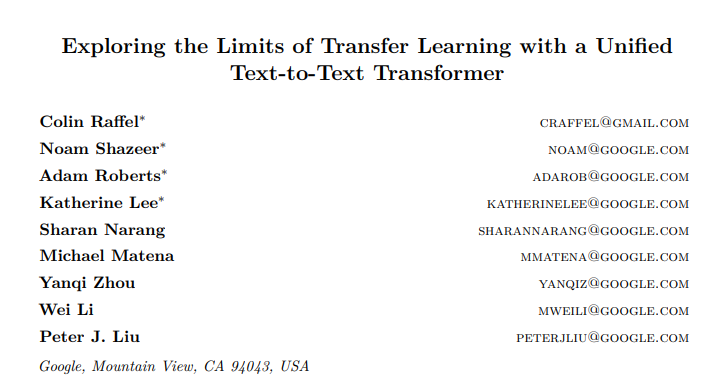 Exploring the Limits of Transfer Learning with a Unified
Text-to-Text Transformer
Colin Raffel* craffel@gmail.com
Noam Shazeer* noam@google.com
Adam Roberts* adarob@google.com
Katherine Lee* katherinelee@google.com
Sharan Narang sharannarang@google.com
Michael Matena mmatena@google.com
Yanqi Zhou yanqiz@google.com
Wei Li mweili@google.com
Peter J. Liu peterjliu@google.com
Google, Mountain View, CA 94043, USA